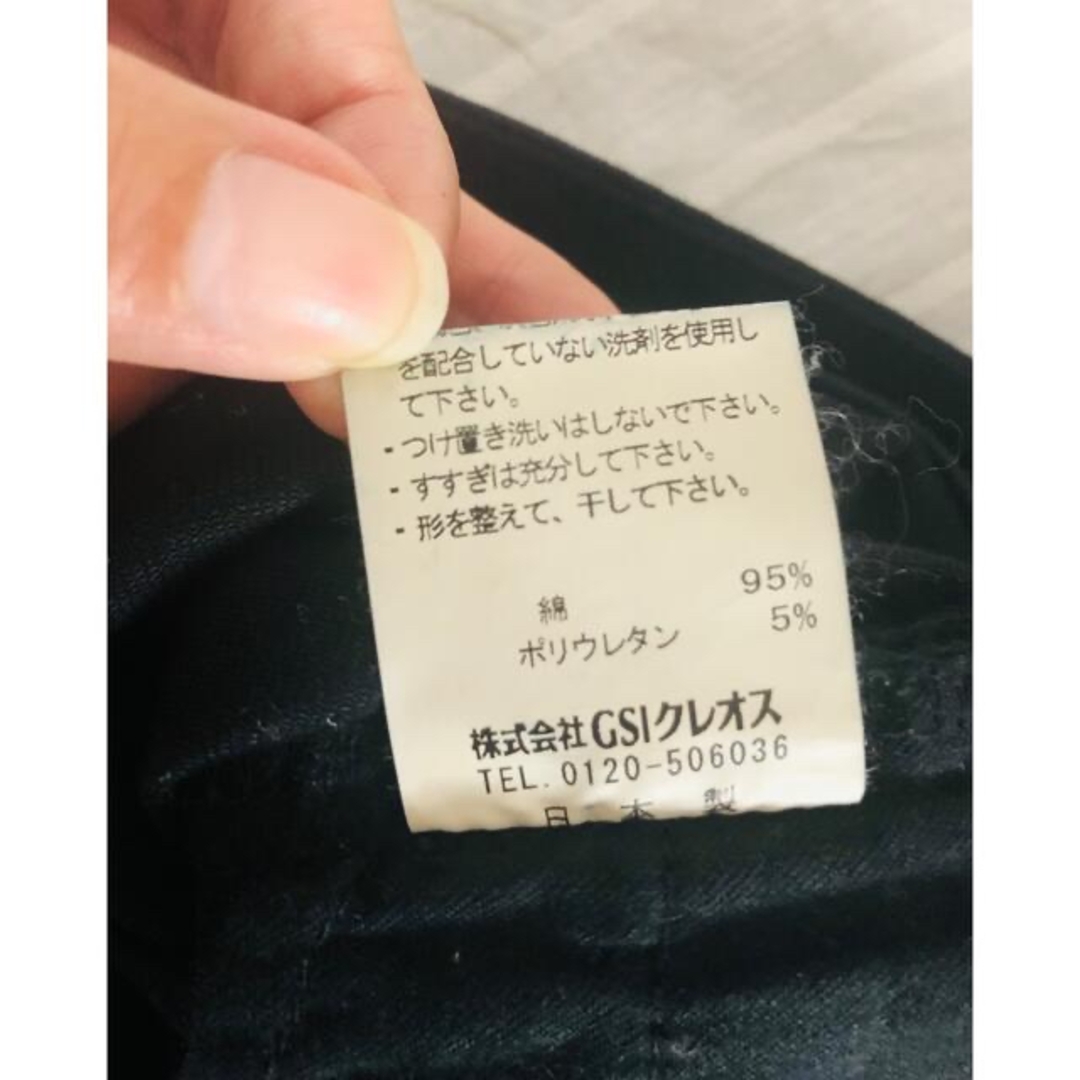 を配合していない洗剤を使用し
て下さい。
・つけ置き洗いはしないで下さい。
・すすぎは充分して下さい。
・形を整えて、干して下さい。
綿 95%
ポリウレタン 5%
株式会社GSIクレオス
TEL. 0120-506036
日 本 製